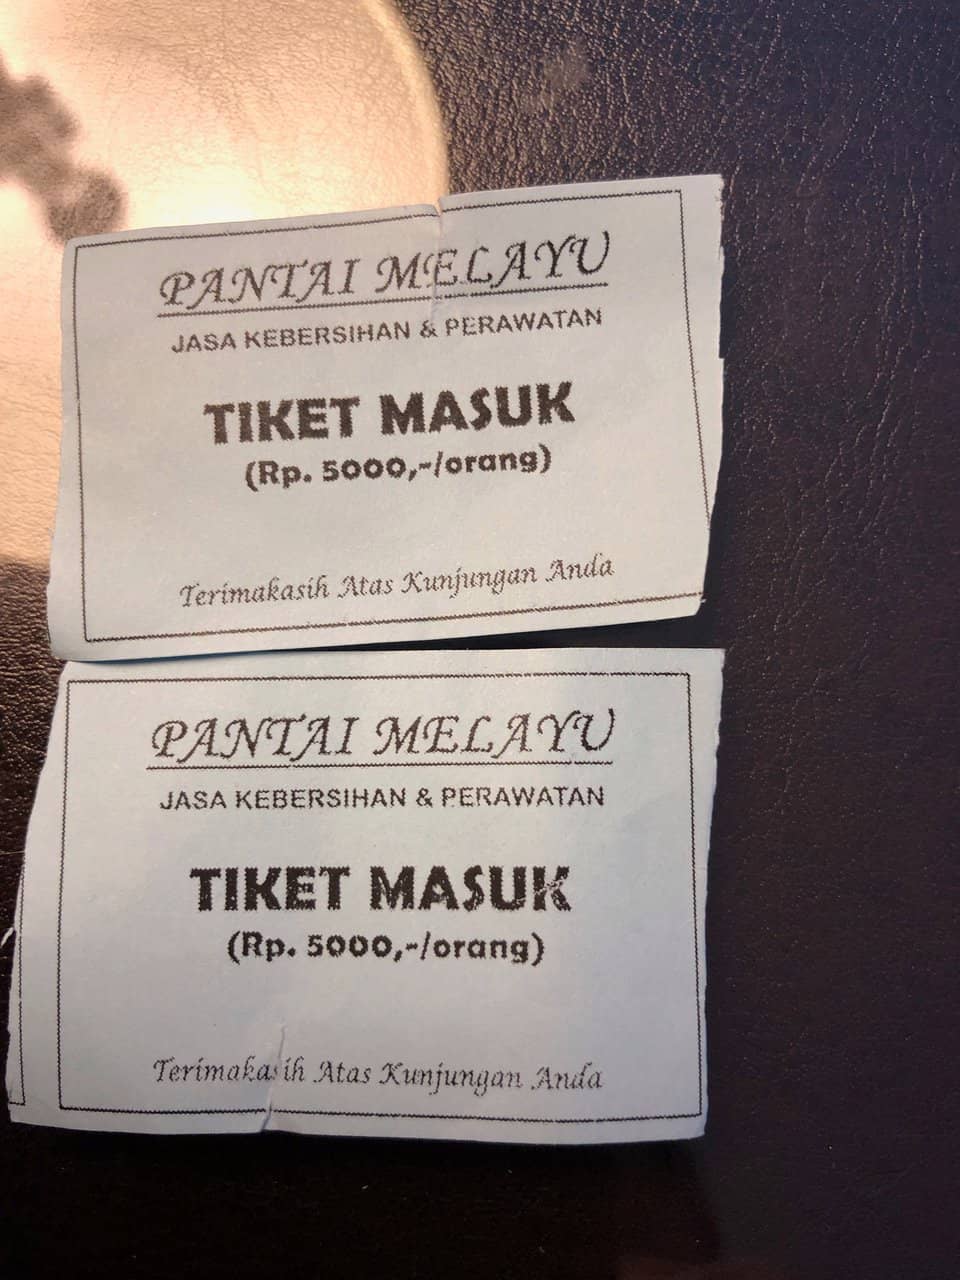 PANTAI MELAYU
JASA KEBERSIHAN & PERAWATAN
TIKET MASUK
(Rp. 5000,-/orang)
Terimakasih Atas Kunjungan Anda
PANTAI MELAYU
JASA KEBERSIHAN & PERAWATAN
TIKET MASUK
(Rp. 5000,-/orang)
Terimakasih Atas Kunjungan Anda